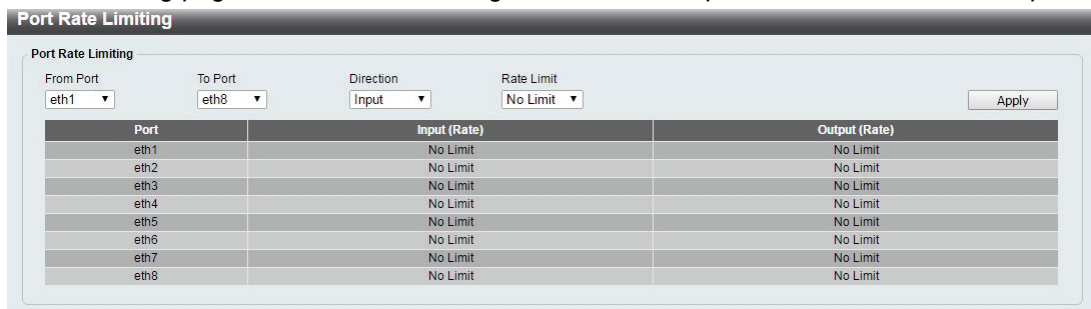 Port Rate Limiting
Port Rate Limiting
From Port To Port Direction Rate Limit
eth1 eth8 Input No Limit Apply
Port Input (Rate) Output (Rate)
eth1 No Limit No Limit
eth2 No Limit No Limit
eth3 No Limit No Limit
eth4 No Limit No Limit
eth5 No Limit No Limit
eth6 No Limit No Limit
eth7 No Limit No Limit
eth8 No Limit No Limit